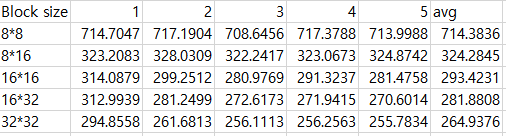 Block size 1 2 3 4 5 avg
8*8 714.7047 717.1904 708.6456 717.3788 713.9988 714.3836
8*16 323.2083 328.0309 322.2417 323.0673 324.8742 324.2845
16*16 314.0879 299.2512 280.9769 291.3237 281.4758 293.4231
16*32 312.9939 281.2499 272.6173 271.9415 270.6014 281.8808
32*32 294.8558 261.6813 256.1113 256.2563 255.7834 264.9376